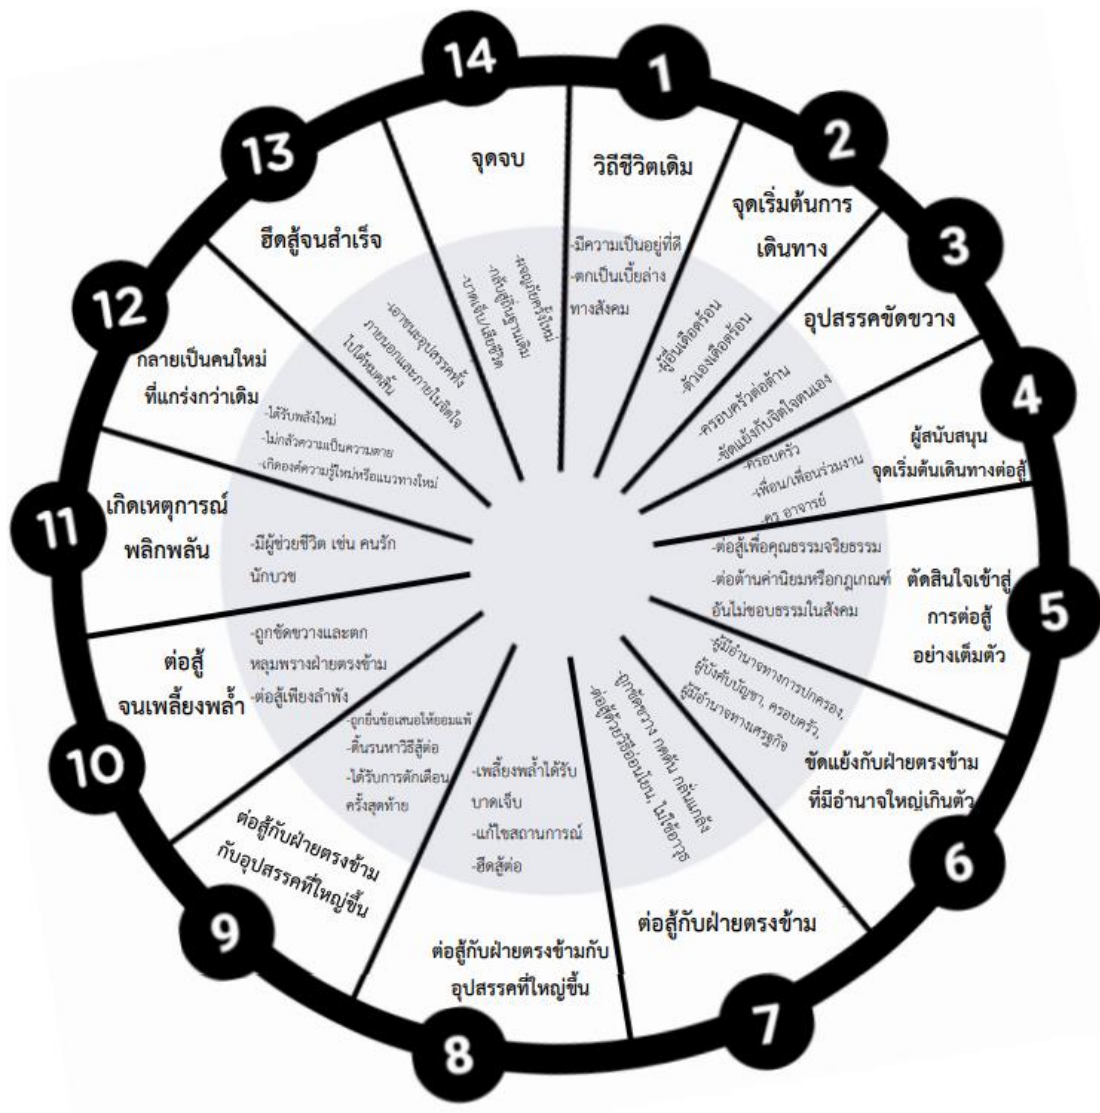 1
วิถีชีวิตเดิม
-มีความเป็นอยู่ที่ดี
-ตกเป็นเบี้ยล่าง
ทางสังคม
2
จุดเริ่มต้นการ
เดินทาง
-ผู้อื่นเดือดร้อน
-ตัวเองเดือดร้อน
3
อุปสรรคขัดขวาง
-ครอบครัวต่อต้าน
-ขัดแย้งกับจิตใจตนเอง
4
ผู้สนับสนุน
จุดเริ่มต้นเดินทางต่อสู้
-ครอบครัว
-เพื่อน/เพื่อนร่วมงาน
-ครู อาจารย์
5
ตัดสินใจเข้าสู่
การต่อสู้
อย่างเต็มตัว
-ต่อสู้เพื่อคุณธรรมจริยธรรม
-ต่อต้านค่านิยมหรือกฎเกณฑ์
อันไม่ชอบธรรมในสังคม
6
ขัดแย้งกับฝ่ายตรงข้าม
ที่มีอำนาจใหญ่เกินตัว
-ผู้มีอำนาจทางการปกครอง,
ผู้บังคับบัญชา, ครอบครัว,
ผู้มีอำนาจทางเศรฐกิจ
7
ต่อสู้กับฝ่ายตรงข้าม
-ถูกขัดขวาง กดดัน กลั่นแกล้ง
-ต่อสู้ด้วยวิธีอ่อนโยน, ไม่ใช้อาวุธ
8
ต่อสู้กับฝ่ายตรงข้ามกับ
อุปสรรคที่ใหญ่ขึ้น
-เพลี้ยงพล้ำได้รับ
บาดเจ็บ
-แก้ไขสถานการณ์
-ฮึดสู้ต่อ
9
ต่อสู้กับฝ่ายตรงข้าม
กับอุปสรรคที่ใหญ่ขึ้น
-ถูกยื่นข้อเสนอให้ยอมแพ้
-ดิ้นรนหาวิธีสู้ต่อ
-ได้รับการตักเตือน
ครั้งสุดท้าย
10
ต่อสู้
จนเพลี้ยงพล้ำ
-ถูกขัดขวางและตก
หลุมพรางฝ่ายตรงข้าม
-ต่อสู้เพียงลำพัง
11
เกิดเหตุการณ์
พลิกพลัน
-มีผู้ช่วยชีวิต เช่น คนรัก
นักบวช
12
กลายเป็นคนใหม่
ที่แกร่งกว่าเดิม
-ได้รับพลังใหม่
-ไม่กลัวความเป็นความตาย
-เกิดองค์ความรู้ใหม่หรือแนวทางใหม่
13
ฮึดสู้จนสำเร็จ
-เอาชนะอุปสรรคทั้ง
ภายนอกและภายในจิตใจ
ไปได้หมดสิ้น
14
จุดจบ
-ผจญภัยครั้งใหม่
-กลับสู่ถิ่นฐานเดิม
-บาดเจ็บ/เสียชีวิต